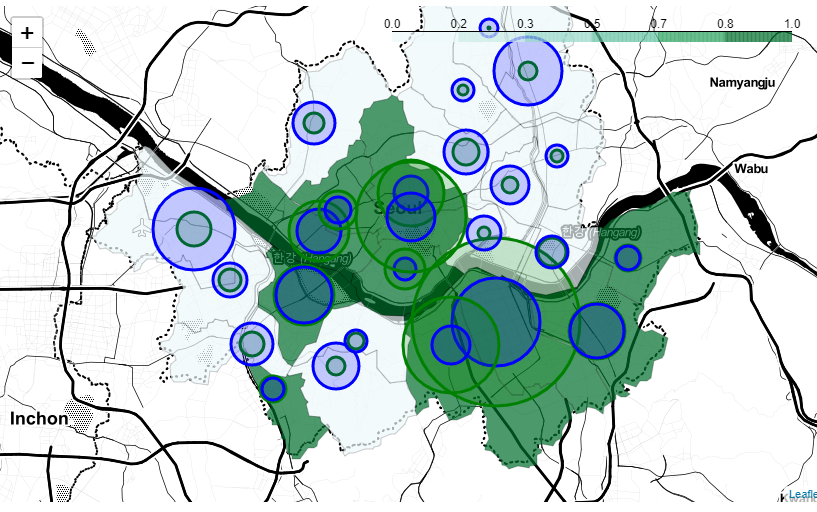 +
−
0.0 0.2 0.3 0.5 0.7 0.8 1.0
Namyangju
Wabu
Seoul
한강 (Hangang)
한강 (Hangang)
Inchon
Leafle